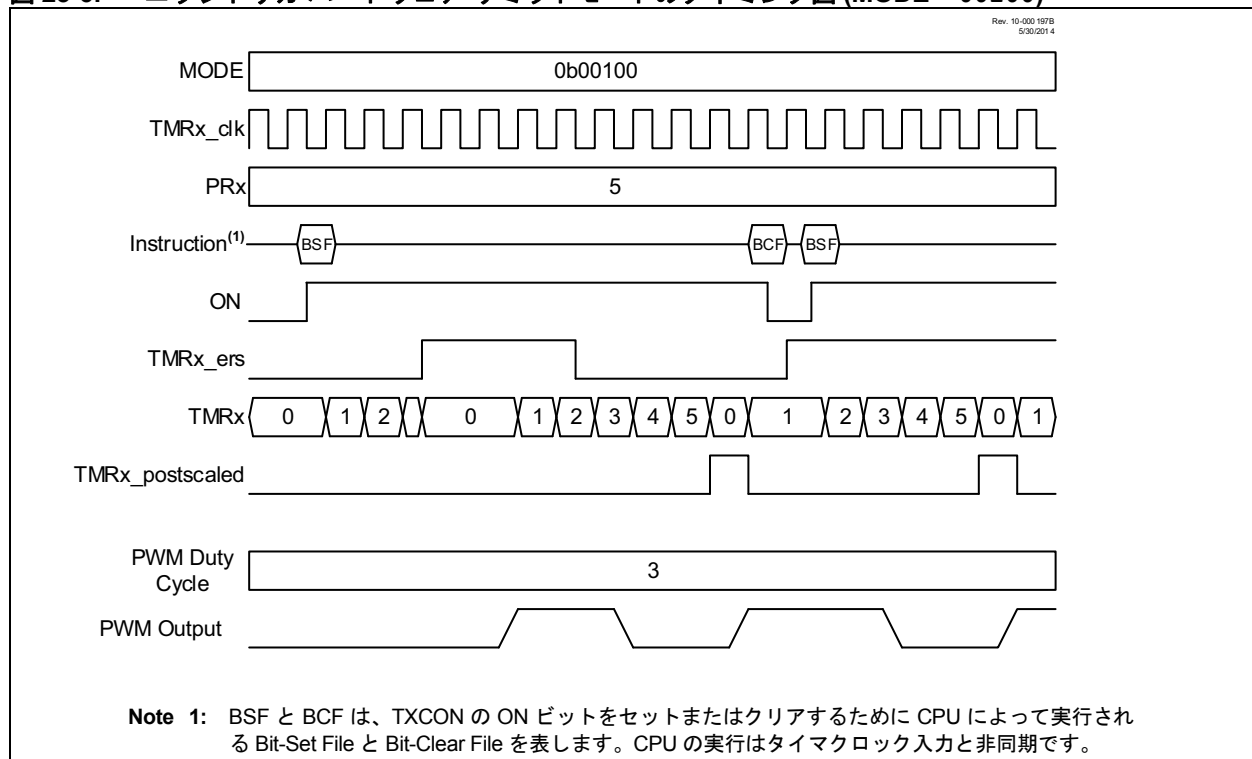 Rev. 10-000 197B
5/30/201 4
MODE 0b00100
TMRx_clk
PRx 5
Instruction(1) BSF BCF BSF
ON
TMRx_ers
TMRx 0 1 2 0 1 2 3 4 5 0 1 2 3 4 5 0 1
TMRx_postscaled
PWM Duty
Cycle 3
PWM Output
Note 1: BSF と BCF は、TXCON の ON ビットをセットまたはクリアするために CPU によって実行され
る Bit-Set File と Bit-Clear File を表します。CPU の実行はタイマクロック入力と非同期です。